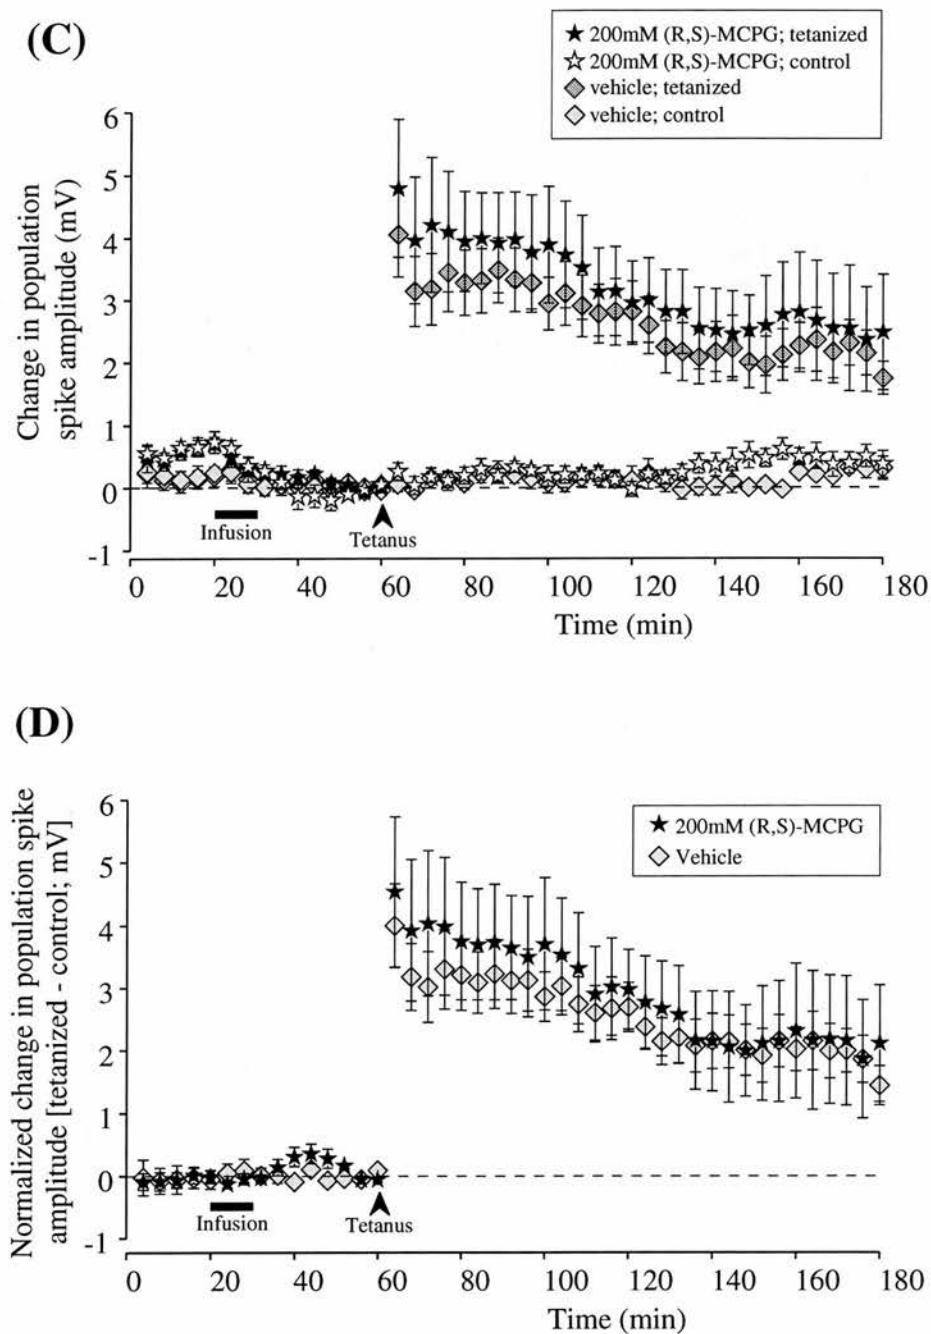 (C)
200mM (R,S)-MCPG; tetanized
200mM (R,S)-MCPG; control
vehicle; tetanized
vehicle; control
Change in population
spike amplitude (mV)
6
5
4
3
2
1
0
-1
Infusion
Tetanus
0 20 40 60 80 100 120 140 160 180
Time (min)
(D)
200mM (R,S)-MCPG
Vehicle
Normalized change in population spike
amplitude [tetanized - control; mV]
6
5
4
3
2
1
0
-1
Infusion
Tetanus
0 20 40 60 80 100 120 140 160 180
Time (min)